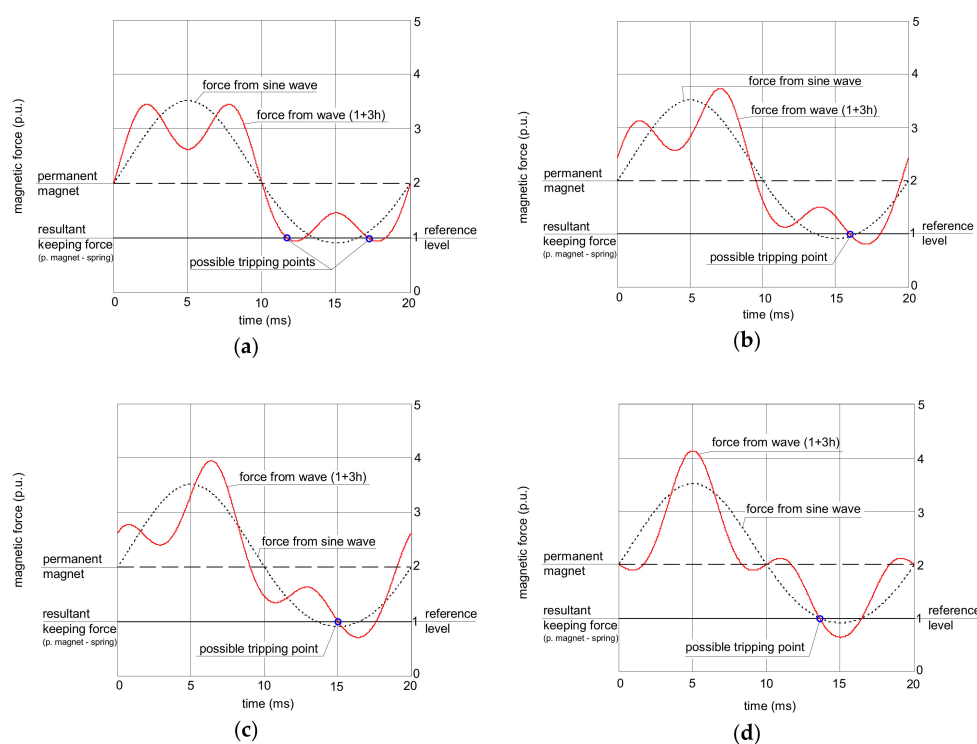 5
force from sine wave
4
force from wave (1+3h)
3
magnetic force (p.u.)
permanent
magnet
2
resultant
keeping force
(p. magnet - spring)
1
reference
level
possible tripping points
0
0 5 10 15 20
time (ms)
(a)
5
force from sine wave
4
force from wave (1+3h)
3
magnetic force (p.u.)
permanent
magnet
2
resultant
keeping force
(p. magnet - spring)
1
reference
level
possible tripping point
0
0 5 10 15 20
time (ms)
(b)
5
4
force from wave (1+3h)
3
magnetic force (p.u.)
force from sine wave
permanent
magnet
2
resultant
keeping force
(p. magnet - spring)
1
reference
level
possible tripping point
0
0 5 10 15 20
time (ms)
(c)
5
force from wave (1+3h)
4
force from sine wave
3
magnetic force (p.u.)
permanent
magnet
2
resultant
keeping force
(p. magnet - spring)
1
reference
level
possible tripping point
0
0 5 10 15 20
time (ms)
(d)